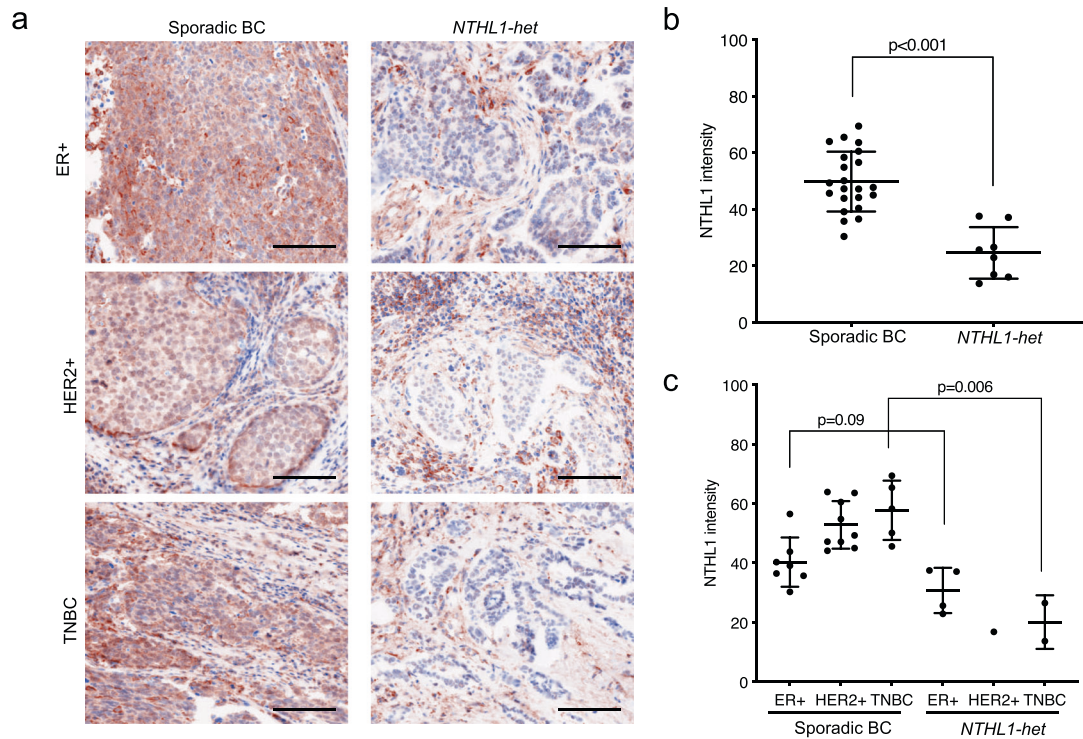 a
Sporadic BC
NTHL1-het
ER+
HER2+
TNBC
b
100
80
60
40
20
0
NTHL1 intensity
p<0.001
Sporadic BC
NTHL1-het
c
100
80
60
40
20
0
NTHL1 intensity
p=0.09
p=0.006
ER+ HER2+ TNBC ER+ HER2+ TNBC
Sporadic BC NTHL1-het